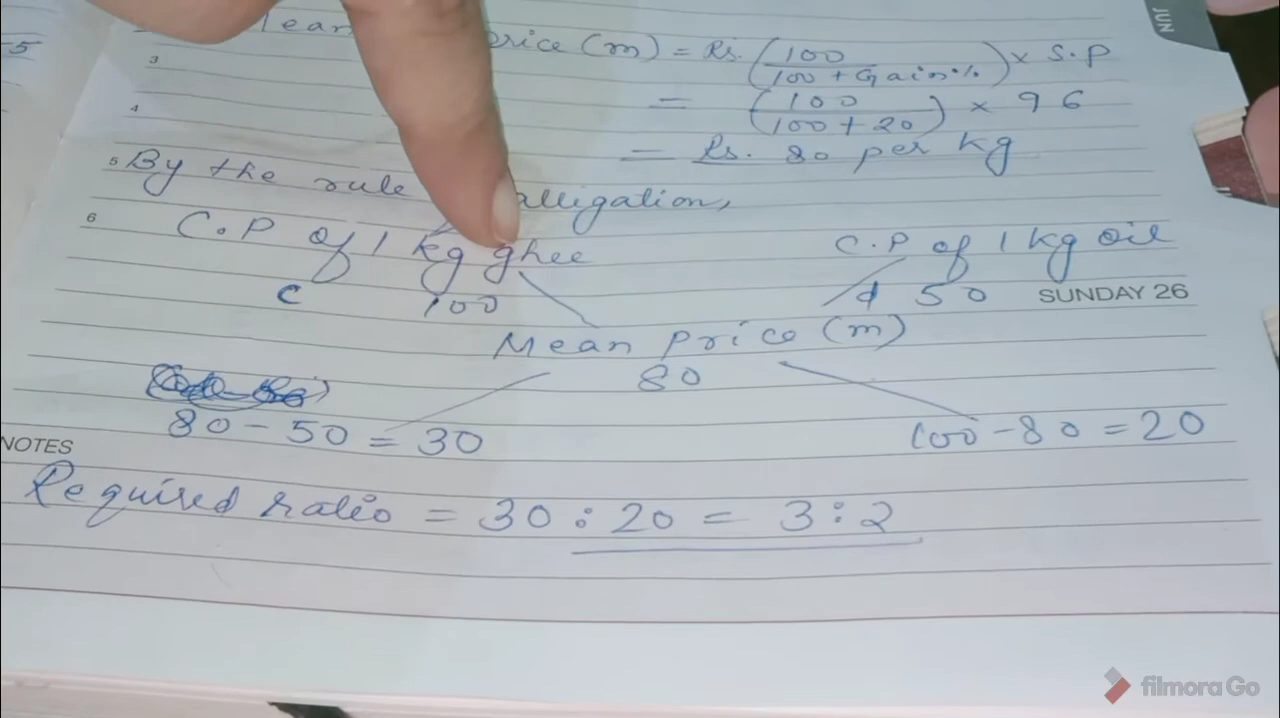 JUN
5
ean rice (m) = Rs. (100 / 100 + Gain%) × S.P
3
= (100 / 100 + 20) × 96
4
= Rs. 80 per kg
5 By the rule alligation,
6 C.P of 1 kg ghee C.P of 1 kg oil
c 100 d 50 SUNDAY 26
Mean price (m)
80
80 - 50 = 30 100 - 80 = 20
NOTES
Required ratio = 30 : 20 = 3 : 2
filmora Go